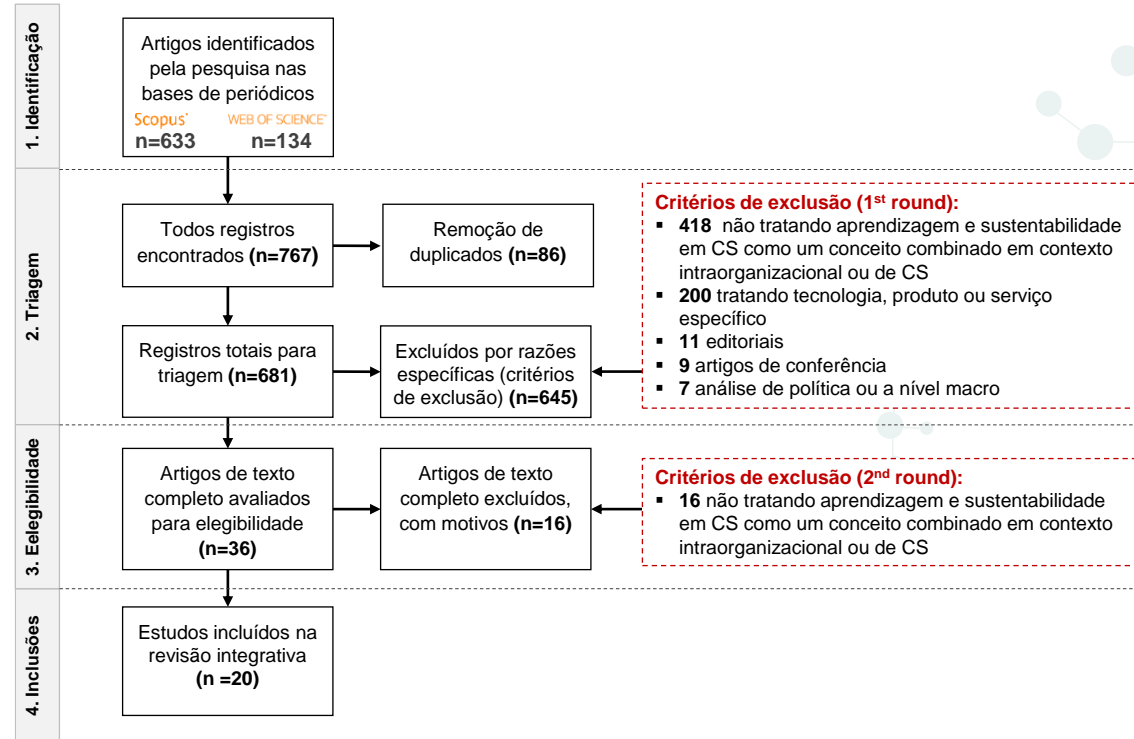 1. Identificação
Artigos identificados
pela pesquisa nas
bases de periódicos
Scopus® WEB OF SCIENCE™
n=633 n=134
2. Triagem
Todos registros
encontrados (n=767)
Remoção de
duplicados (n=86)
Registros totais para
triagem (n=681)
Excluídos por razões
específicas (critérios
de exclusão) (n=645)
Critérios de exclusão (1st round):
▪ 418 não tratando aprendizagem e sustentabilidade
em CS como um conceito combinado em contexto
intraorganizacional ou de CS
▪ 200 tratando tecnologia, produto ou serviço
específico
▪ 11 editoriais
▪ 9 artigos de conferência
▪ 7 análise de política ou a nível macro
3. Eelegibilidade
Artigos de texto
completo avaliados
para elegibilidade
(n=36)
Artigos de texto
completo excluídos,
com motivos (n=16)
Critérios de exclusão (2nd round):
▪ 16 não tratando aprendizagem e sustentabilidade
em CS como um conceito combinado em contexto
intraorganizacional ou de CS
4. Inclusões
Estudos incluídos na
revisão integrativa
(n =20)